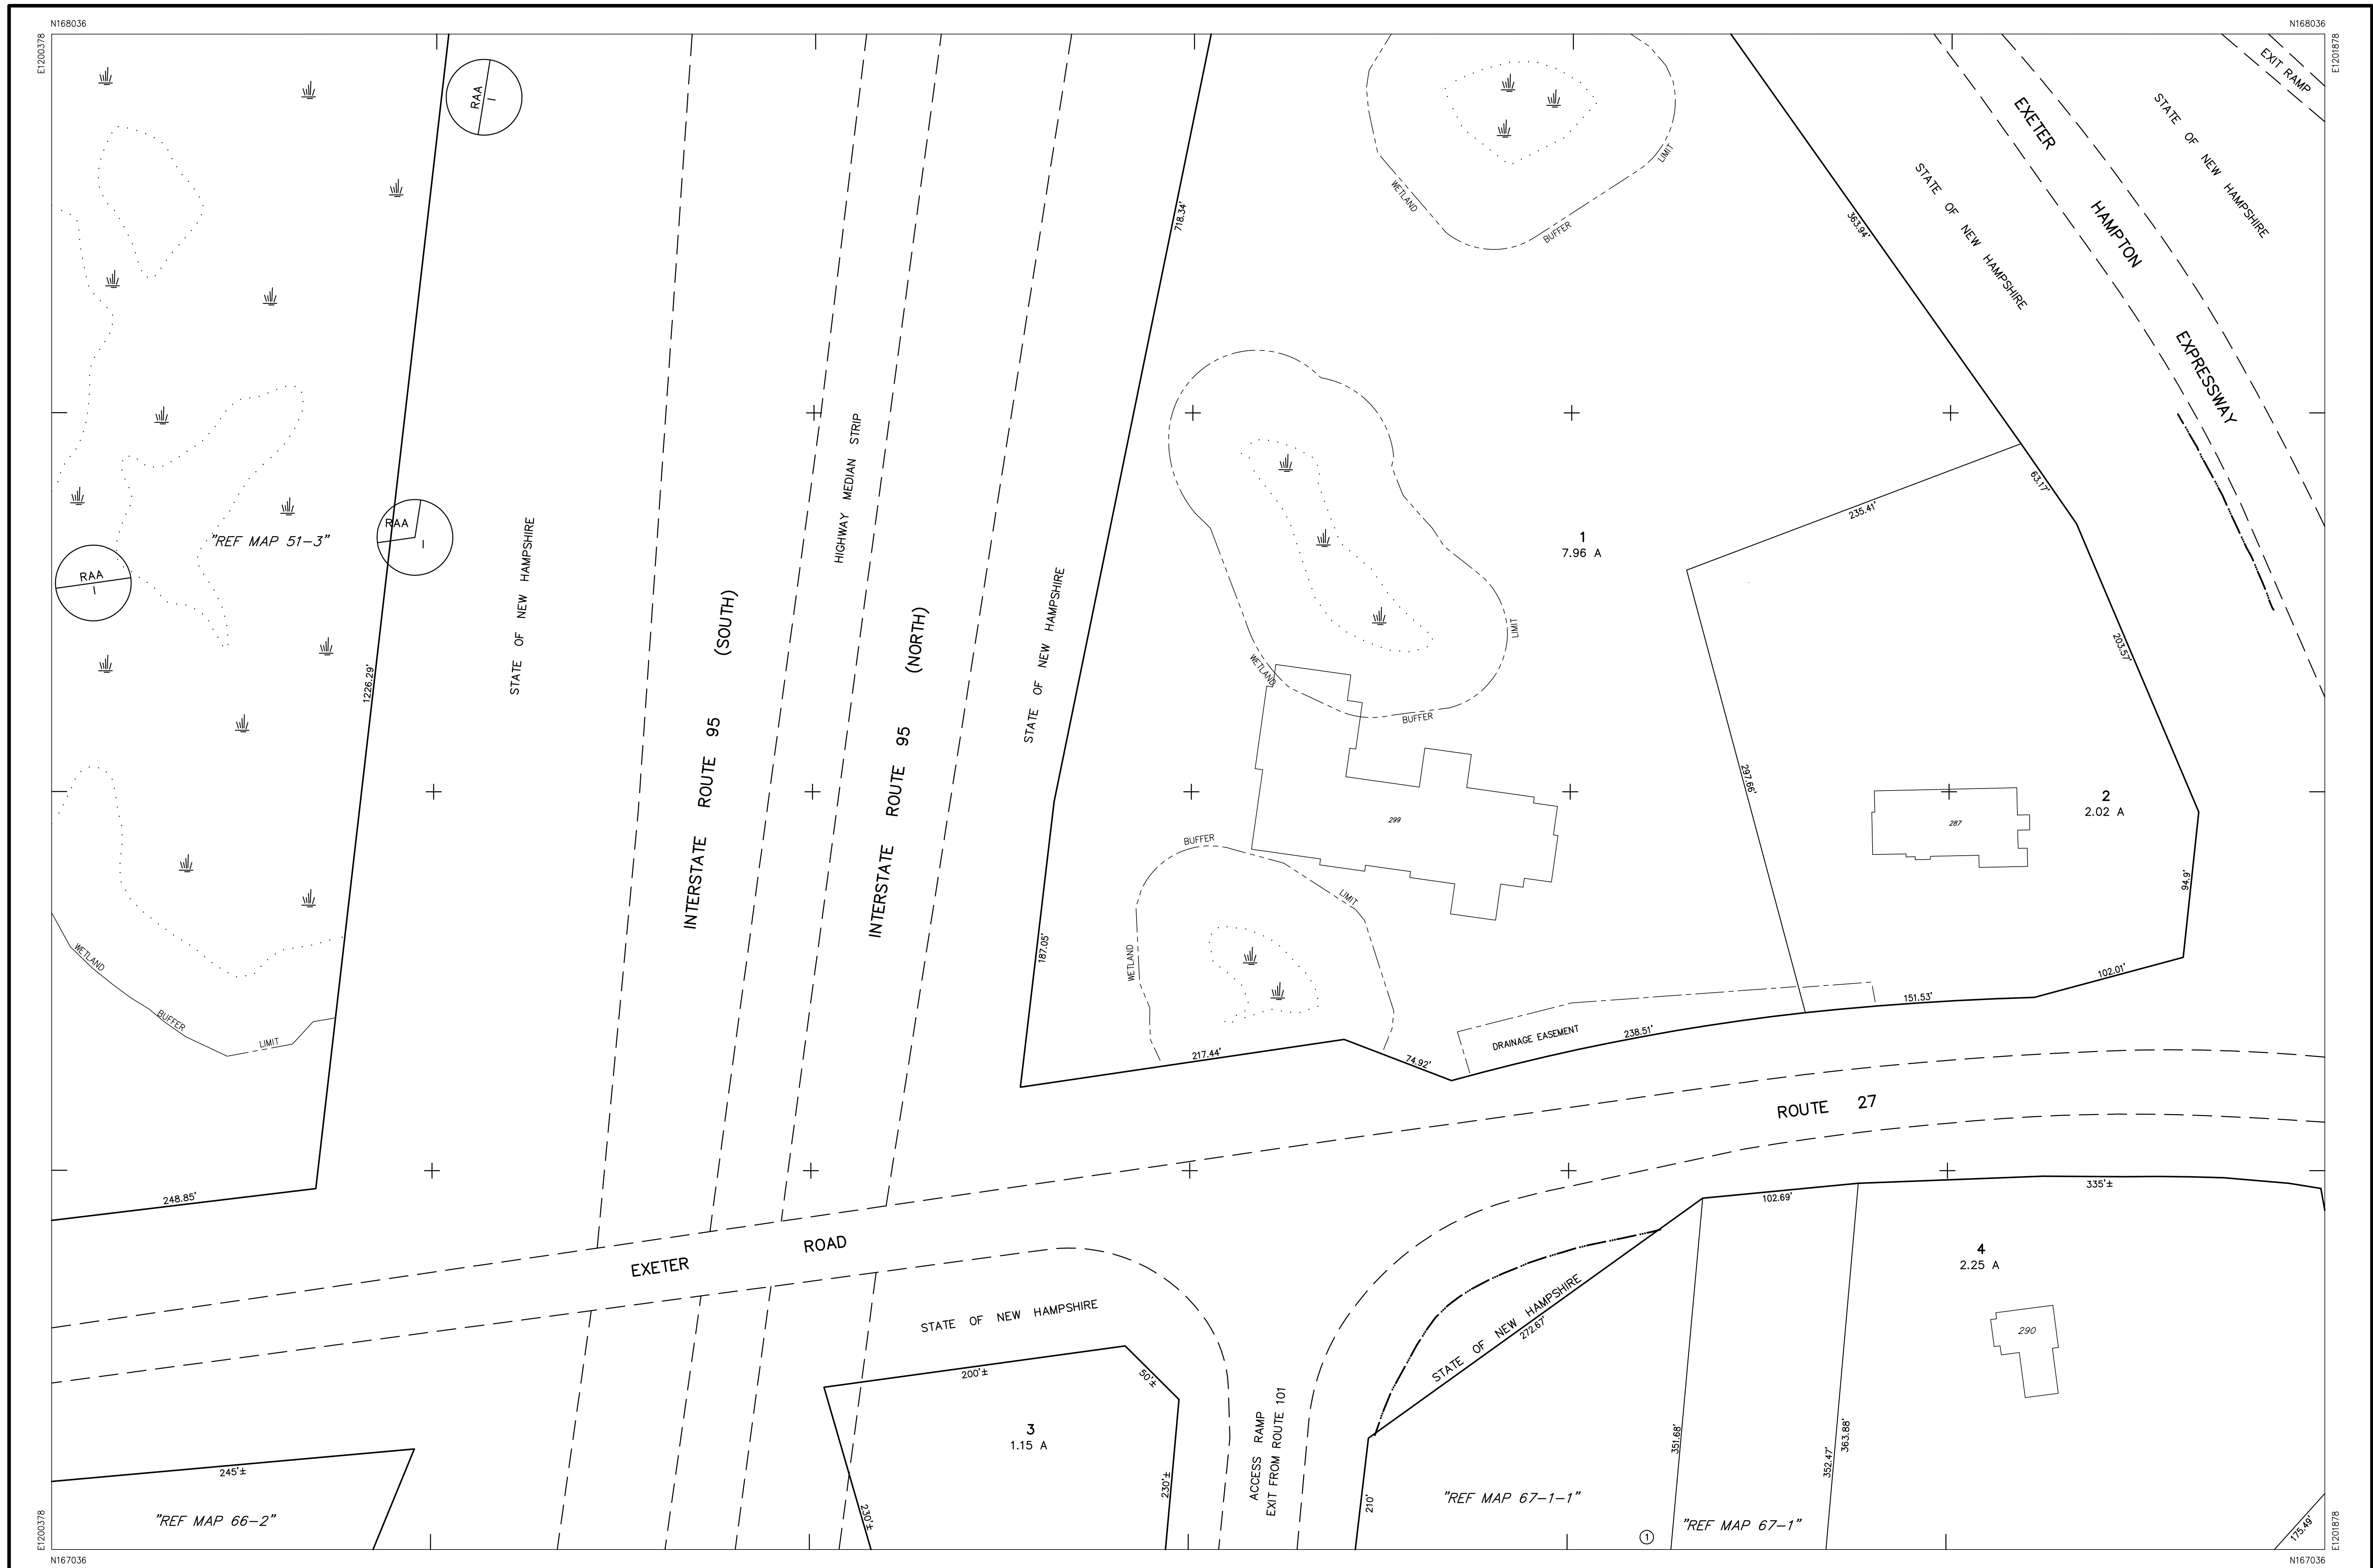 N168036
N168036
E1200378
E1201878
EXIT RAMP
STATE OF NEW HAMPSHIRE
EXETER HAMPTON EXPRESSWAY
STATE OF NEW HAMPSHIRE
RAA
I
RAA
I
RAA
I
"REF MAP 51-3"
1226.29'
STATE OF NEW HAMPSHIRE
INTERSTATE ROUTE 95 (SOUTH)
HIGHWAY MEDIAN STRIP
INTERSTATE ROUTE 95 (NORTH)
STATE OF NEW HAMPSHIRE
718.34'
187.05'
WETLAND
BUFFER
LIMIT
363.94'
63.17'
235.41'
1
7.96 A
203.57'
297.66'
WETLAND
BUFFER
LIMIT
299
287
2
2.02 A
94.9'
BUFFER
LIMIT
WETLAND
WETLAND
BUFFER
LIMIT
102.01'
151.53'
238.51'
DRAINAGE EASEMENT
217.44'
74.92'
248.85'
ROUTE 27
EXETER ROAD
102.69'
335'±
4
2.25 A
290
STATE OF NEW HAMPSHIRE
STATE OF NEW HAMPSHIRE
272.67'
200'±
50'±
3
1.15 A
230'±
230'±
ACCESS RAMP
EXIT FROM ROUTE 101
210'
351.68'
352.47'
363.88'
245'±
"REF MAP 66-2"
"REF MAP 67-1-1"
1
"REF MAP 67-1"
175.49'
E1200378
E1201878
N167036
N167036